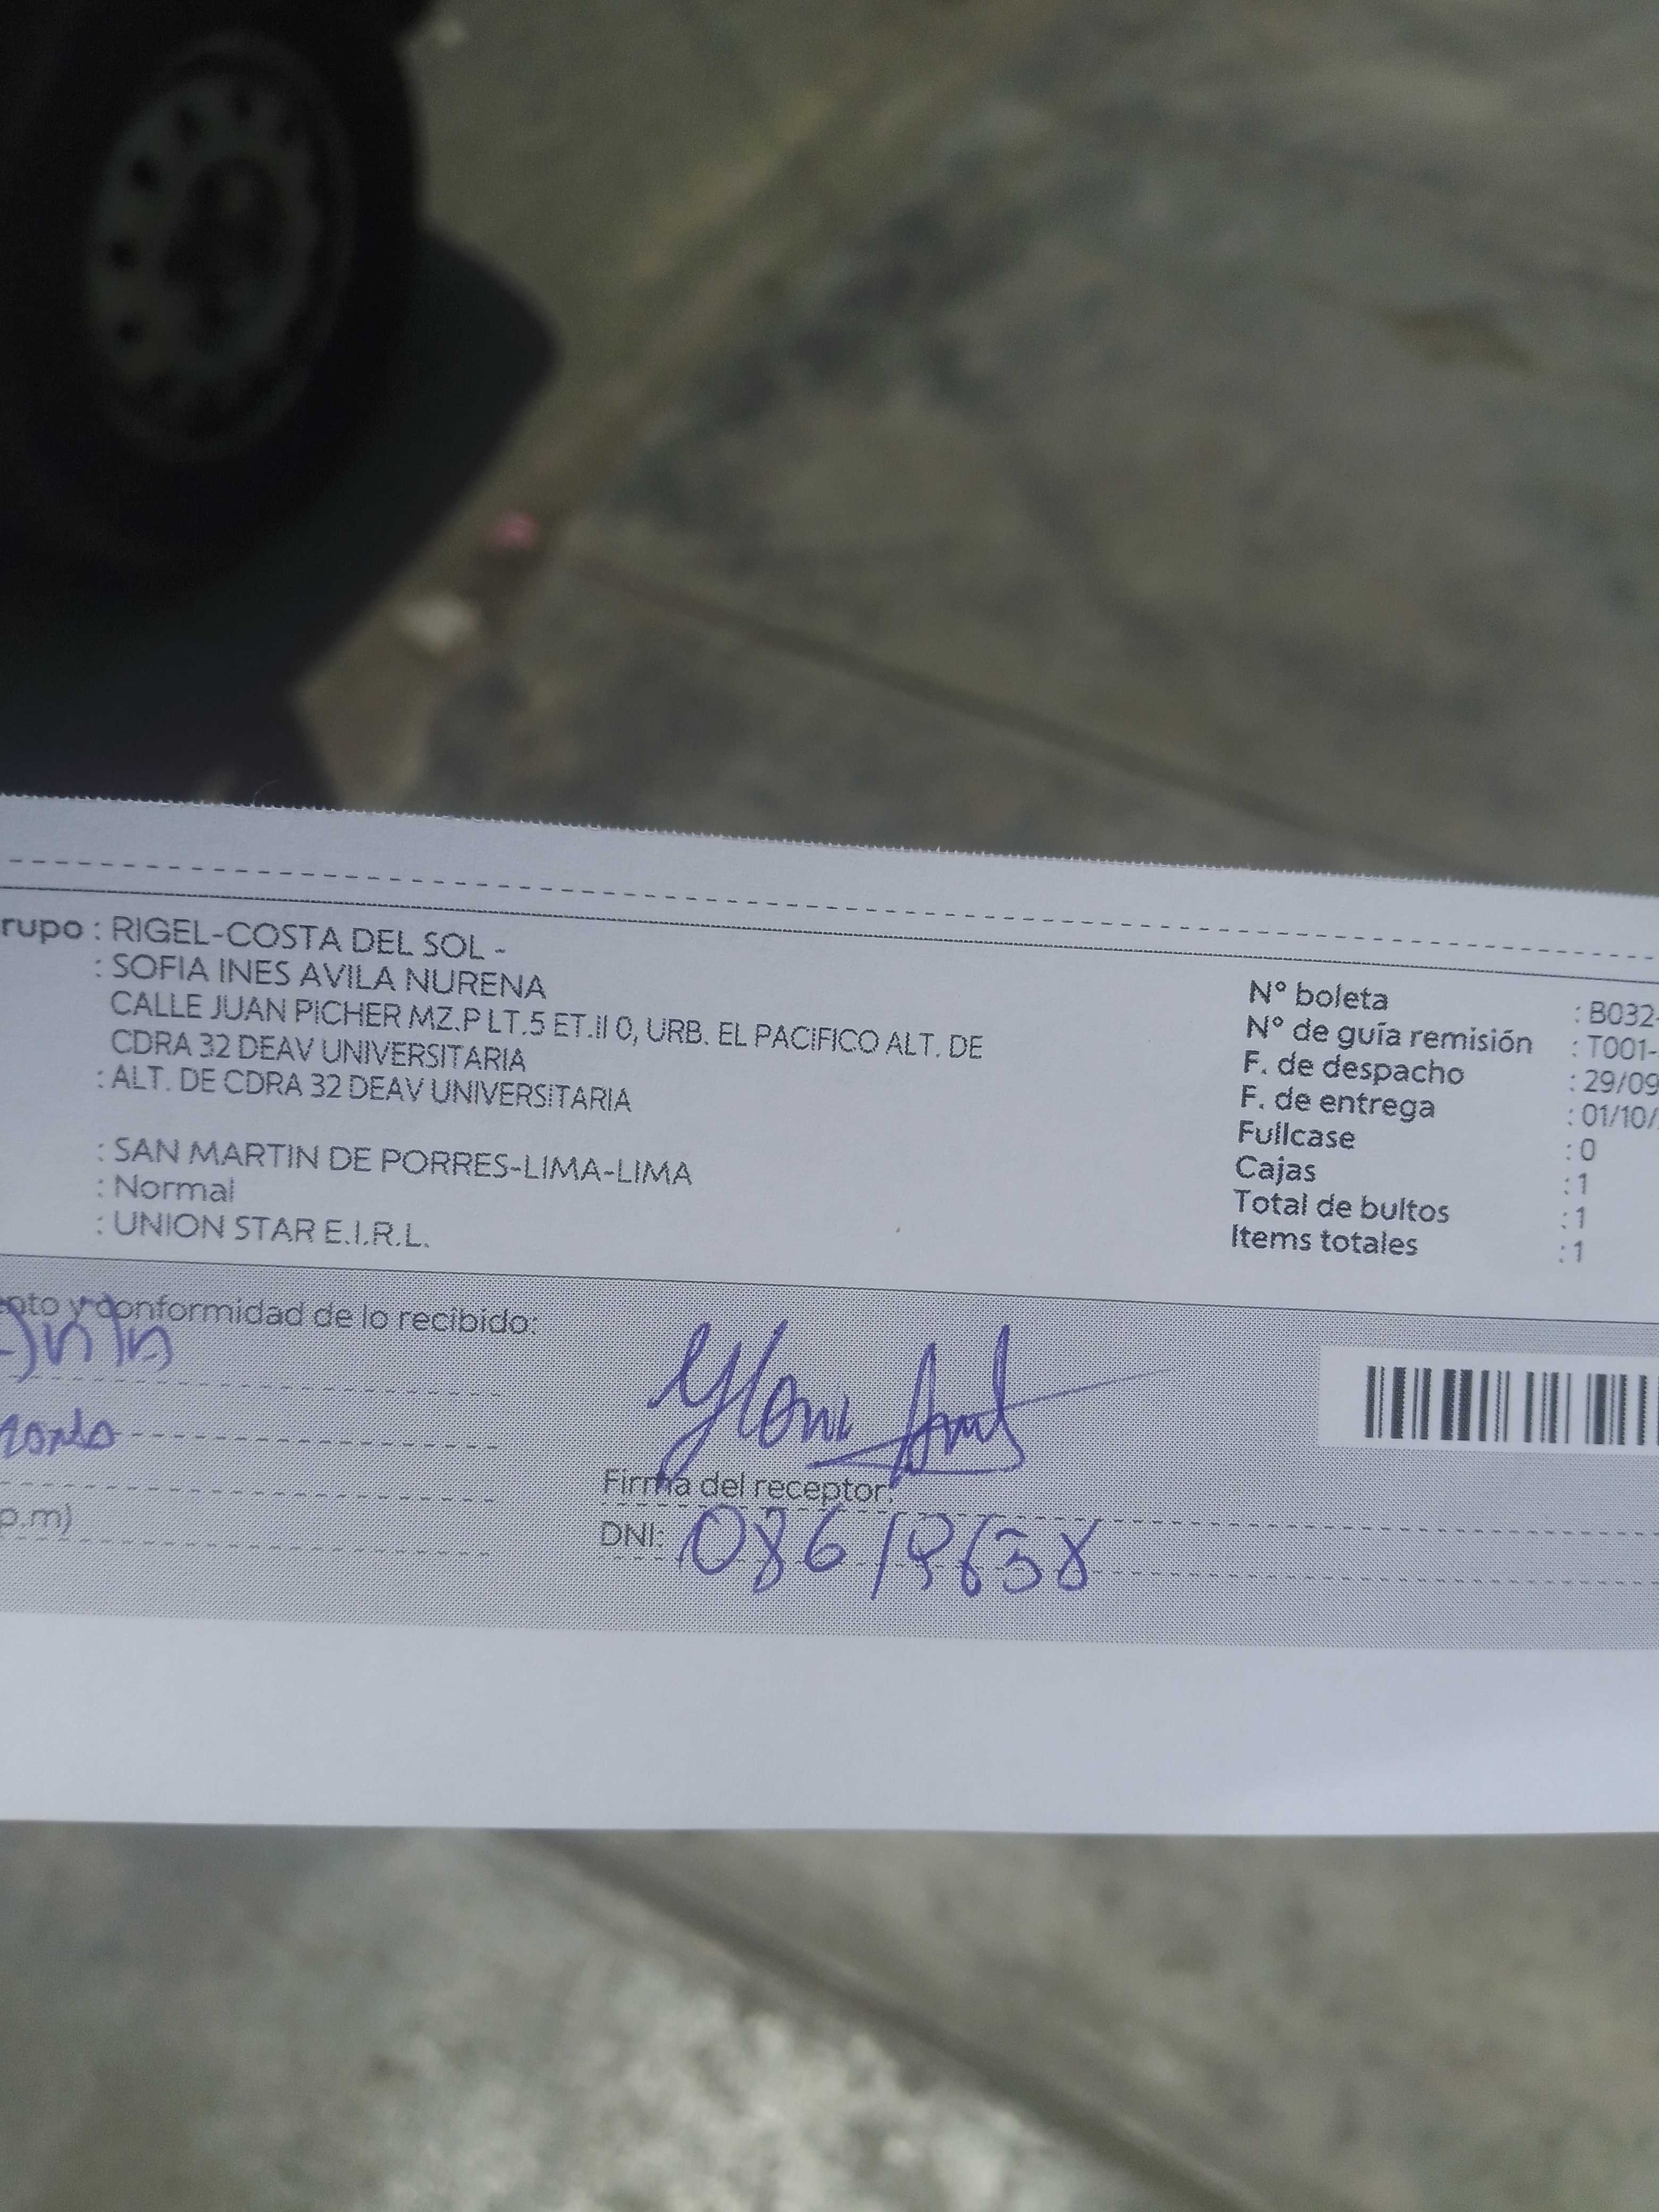 rupo : RIGEL-COSTA DEL SOL -
: SOFIA INES AVILA NURENA
CALLE JUAN PICHER MZ.P LT.5 ET.II 0, URB. EL PACIFICO ALT. DE
CDRA 32 DEAV UNIVERSITARIA
: ALT. DE CDRA 32 DEAV UNIVERSITARIA
: SAN MARTIN DE PORRES-LIMA-LIMA
: Normal
: UNION STAR E.I.R.L.
N° boleta : B032-
N° de guía remisión : T001-
F. de despacho : 29/09
F. de entrega : 01/10/
Fullcase : 0
Cajas : 1
Total de bultos : 1
Items totales : 1
ento y conformidad de lo recibido:
Firma del receptor:
DNI:
p.m)